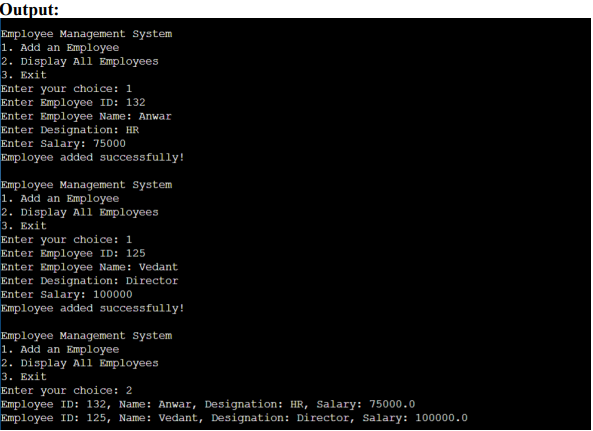 Output:
Employee Management System
1. Add an Employee
2. Display All Employees
3. Exit
Enter your choice: 1
Enter Employee ID: 132
Enter Employee Name: Anwar
Enter Designation: HR
Enter Salary: 75000
Employee added successfully!
Employee Management System
1. Add an Employee
2. Display All Employees
3. Exit
Enter your choice: 1
Enter Employee ID: 125
Enter Employee Name: Vedant
Enter Designation: Director
Enter Salary: 100000
Employee added successfully!
Employee Management System
1. Add an Employee
2. Display All Employees
3. Exit
Enter your choice: 2
Employee ID: 132, Name: Anwar, Designation: HR, Salary: 75000.0
Employee ID: 125, Name: Vedant, Designation: Director, Salary: 100000.0